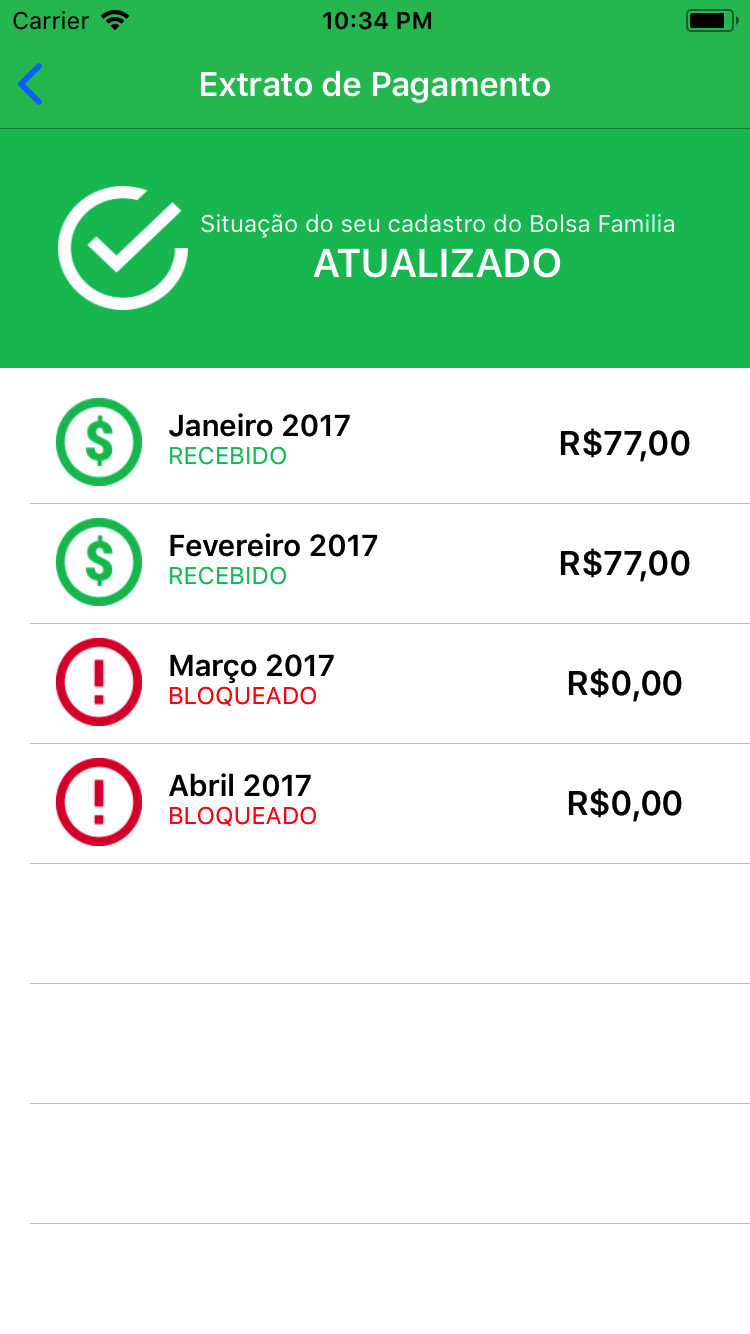 Carrier 10:34 PM
Extrato de Pagamento
Situação do seu cadastro do Bolsa Familia
ATUALIZADO
Janeiro 2017
RECEBIDO
R$77,00
Fevereiro 2017
RECEBIDO
R$77,00
Março 2017
BLOQUEADO
R$0,00
Abril 2017
BLOQUEADO
R$0,00